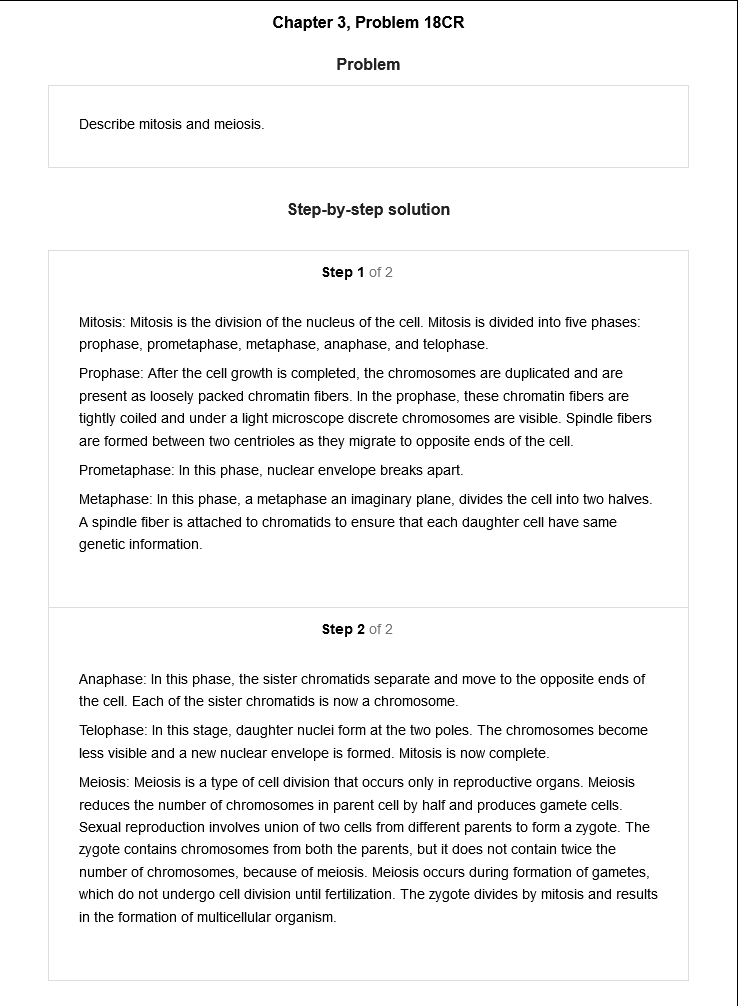 Chapter 3, Problem 18CR
Problem
Describe mitosis and meiosis.
Step-by-step solution
Step 1 of 2
Mitosis: Mitosis is the division of the nucleus of the cell. Mitosis is divided into five phases:
prophase, prometaphase, metaphase, anaphase, and telophase.
Prophase: After the cell growth is completed, the chromosomes are duplicated and are
present as loosely packed chromatin fibers. In the prophase, these chromatin fibers are
tightly coiled and under a light microscope discrete chromosomes are visible. Spindle fibers
are formed between two centrioles as they migrate to opposite ends of the cell.
Prometaphase: In this phase, nuclear envelope breaks apart.
Metaphase: In this phase, a metaphase an imaginary plane, divides the cell into two halves.
A spindle fiber is attached to chromatids to ensure that each daughter cell have same
genetic information.
Step 2 of 2
Anaphase: In this phase, the sister chromatids separate and move to the opposite ends of
the cell. Each of the sister chromatids is now a chromosome.
Telophase: In this stage, daughter nuclei form at the two poles. The chromosomes become
less visible and a new nuclear envelope is formed. Mitosis is now complete.
Meiosis: Meiosis is a type of cell division that occurs only in reproductive organs. Meiosis
reduces the number of chromosomes in parent cell by half and produces gamete cells.
Sexual reproduction involves union of two cells from different parents to form a zygote. The
zygote contains chromosomes from both the parents, but it does not contain twice the
number of chromosomes, because of meiosis. Meiosis occurs during formation of gametes,
which do not undergo cell division until fertilization. The zygote divides by mitosis and results
in the formation of multicellular organism.